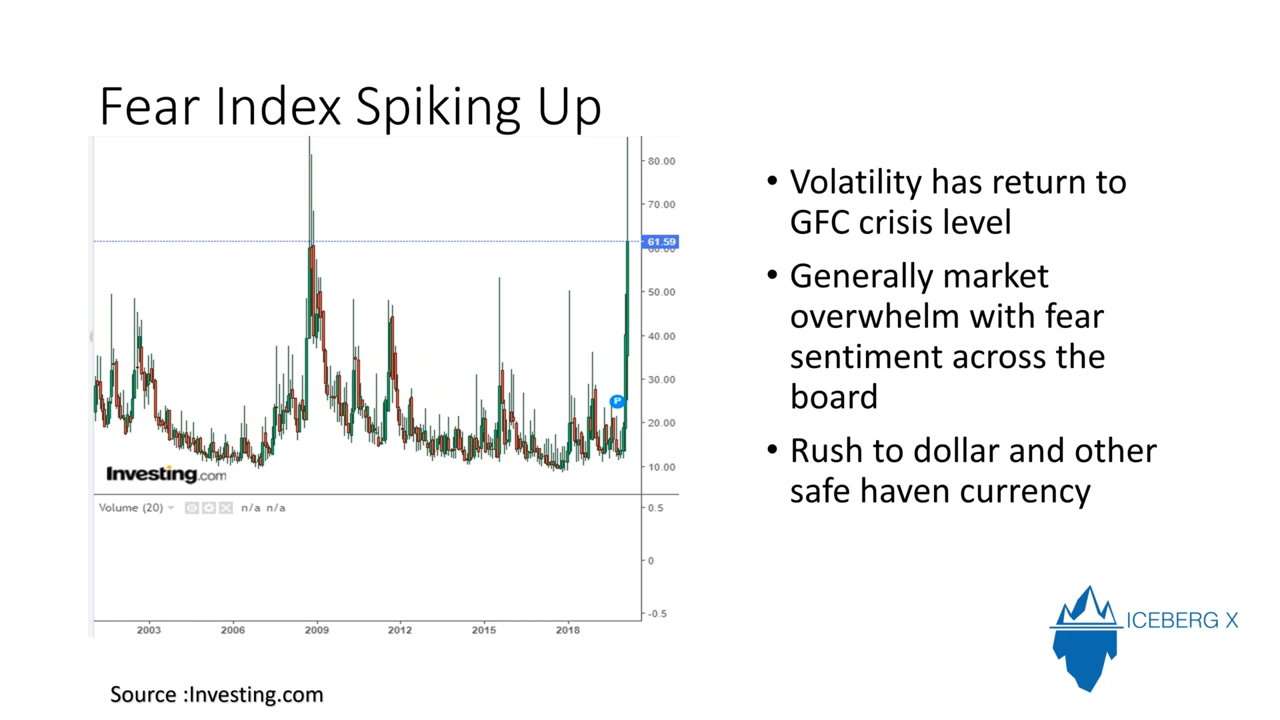 Fear Index Spiking Up
80.00
70.00
61.59
60.00
50.00
40.00
P
30.00
20.00
10.00
Investing.com
Volume (20) n/a n/a
0.5
0
-0.5
2003 2006 2009 2012 2015 2018
Source :Investing.com
• Volatility has return to
GFC crisis level
• Generally market
overwhelm with fear
sentiment across the
board
• Rush to dollar and other
safe haven currency
ICEBERG X